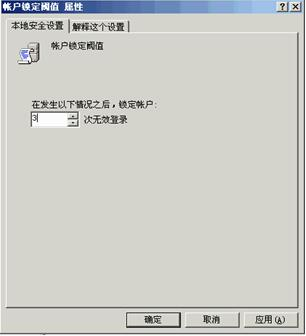 帐户锁定阈值 属性
本地安全设置 解释这个设置
帐户锁定阈值
在发生以下情况之后，锁定帐户:
3 次无效登录
确定 取消 应用(A)